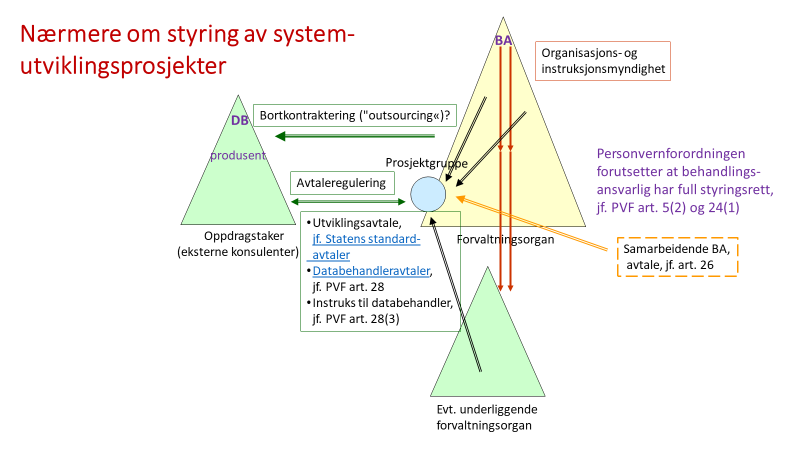 Nærmere om styring av system-
utviklingsprosjekter
BA
Organisasjons- og
instruksjonsmyndighet
DB
Bortkontraktering ("outsourcing«)?
produsent
Prosjektgruppe
Personvernforordningen
forutsetter at behandlings-
ansvarlig har full styringsrett,
jf. PVF art. 5(2) og 24(1)
Avtaleregulering
Oppdragstaker
(eksterne konsulenter)
•Utviklingsavtale,
jf. Statens standard-
avtaler
•Databehandleravtaler,
jf. PVF art. 28
•Instruks til databehandler,
jf. PVF art. 28(3)
Forvaltningsorgan
Samarbeidende BA,
avtale, jf. art. 26
Evt. underliggende
forvaltningsorgan